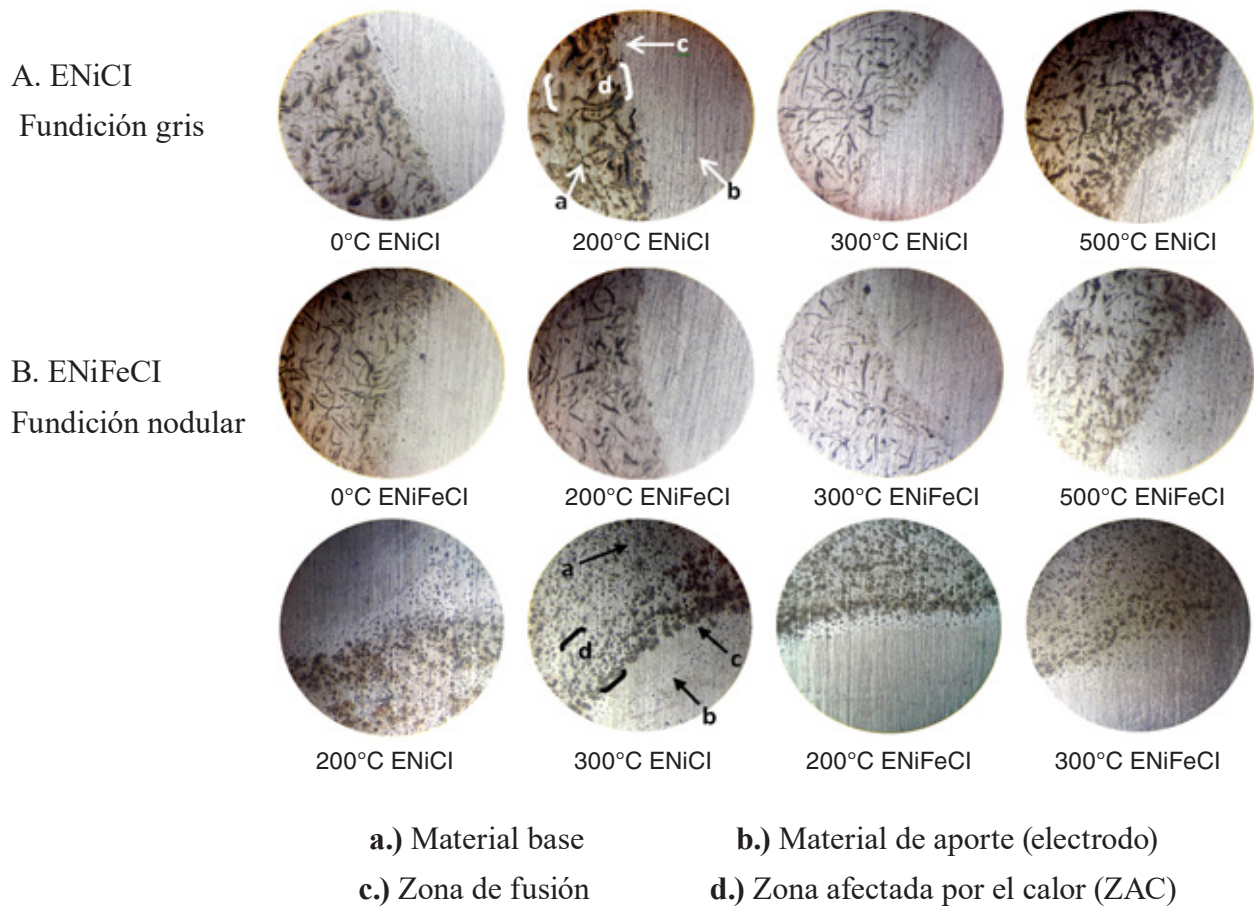 A. ENiCI
Fundición gris
c
d
a
b
0°C ENiCI
200°C ENiCI
300°C ENiCI
500°C ENiCI
B. ENiFeCI
Fundición nodular
0°C ENiFeCI
200°C ENiFeCI
300°C ENiFeCI
500°C ENiFeCI
a
d
c
b
200°C ENiCI
300°C ENiCI
200°C ENiFeCI
300°C ENiFeCI
a.) Material base
b.) Material de aporte (electrodo)
c.) Zona de fusión
d.) Zona afectada por el calor (ZAC)